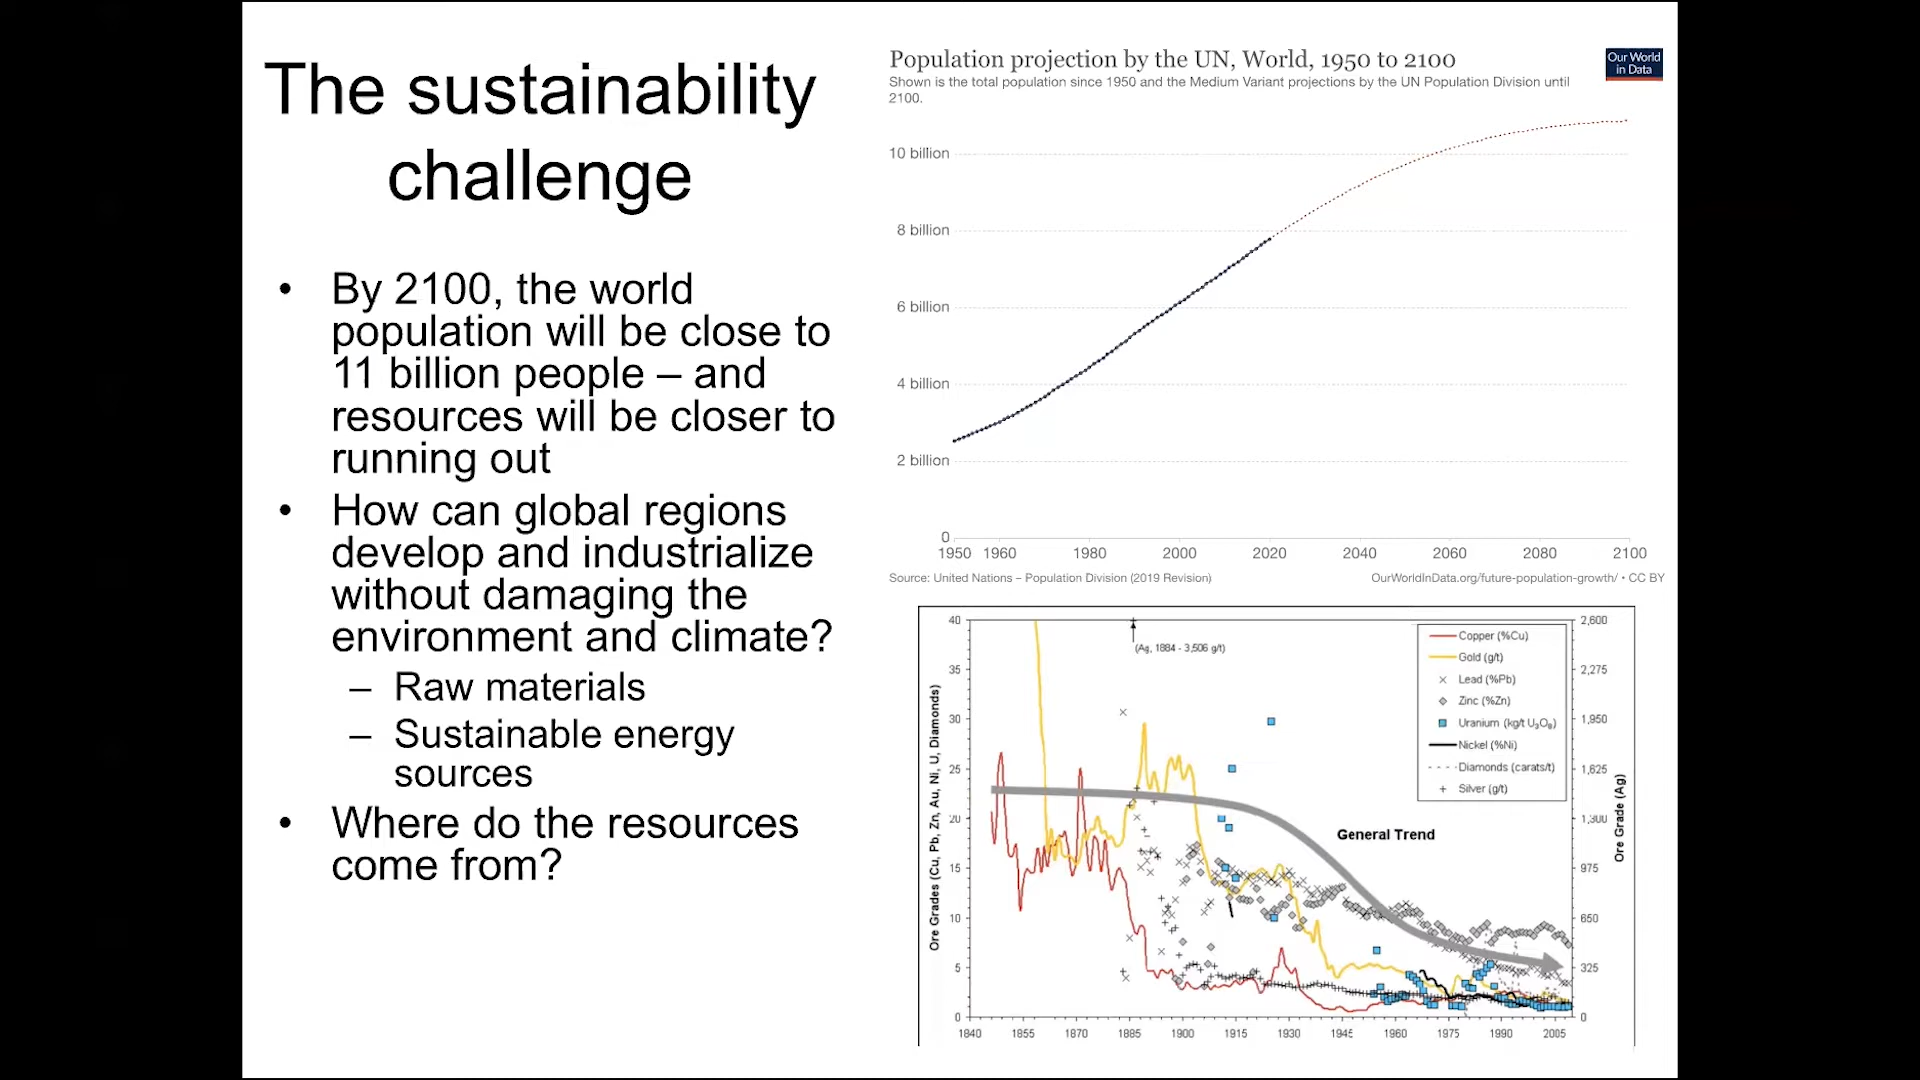 The sustainability
challenge
• By 2100, the world
population will be close to
11 billion people – and
resources will be closer to
running out
• How can global regions
develop and industrialize
without damaging the
environment and climate?
– Raw materials
– Sustainable energy
sources
• Where do the resources
come from?
Population projection by the UN, World, 1950 to 2100
Shown is the total population since 1950 and the Medium Variant projections by the UN Population Division until
2100.
Our World
in Data
10 billion
8 billion
6 billion
4 billion
2 billion
0
1950 1960 1980 2000 2020 2040 2060 2080 2100
Source: United Nations – Population Division (2019 Revision)
OurWorldInData.org/future-population-growth/ • CC BY
Ore Grades (Cu, Pb, Zn, Au, Ni, U, Diamonds)
40
35
30
25
20
15
10
5
0
(Ag, 1884 - 3,506 g/t)
Copper (%Cu)
Gold (g/t)
Lead (%Pb)
Zinc (%Zn)
Uranium (kg/t U₃O₈)
Nickel (%Ni)
Diamonds (carats/t)
Silver (g/t)
General Trend
2,600
2,275
1,950
1,625
1,300
975
650
325
0
Ore Grade (Ag)
1840 1855 1870 1885 1900 1915 1930 1945 1960 1975 1990 2005